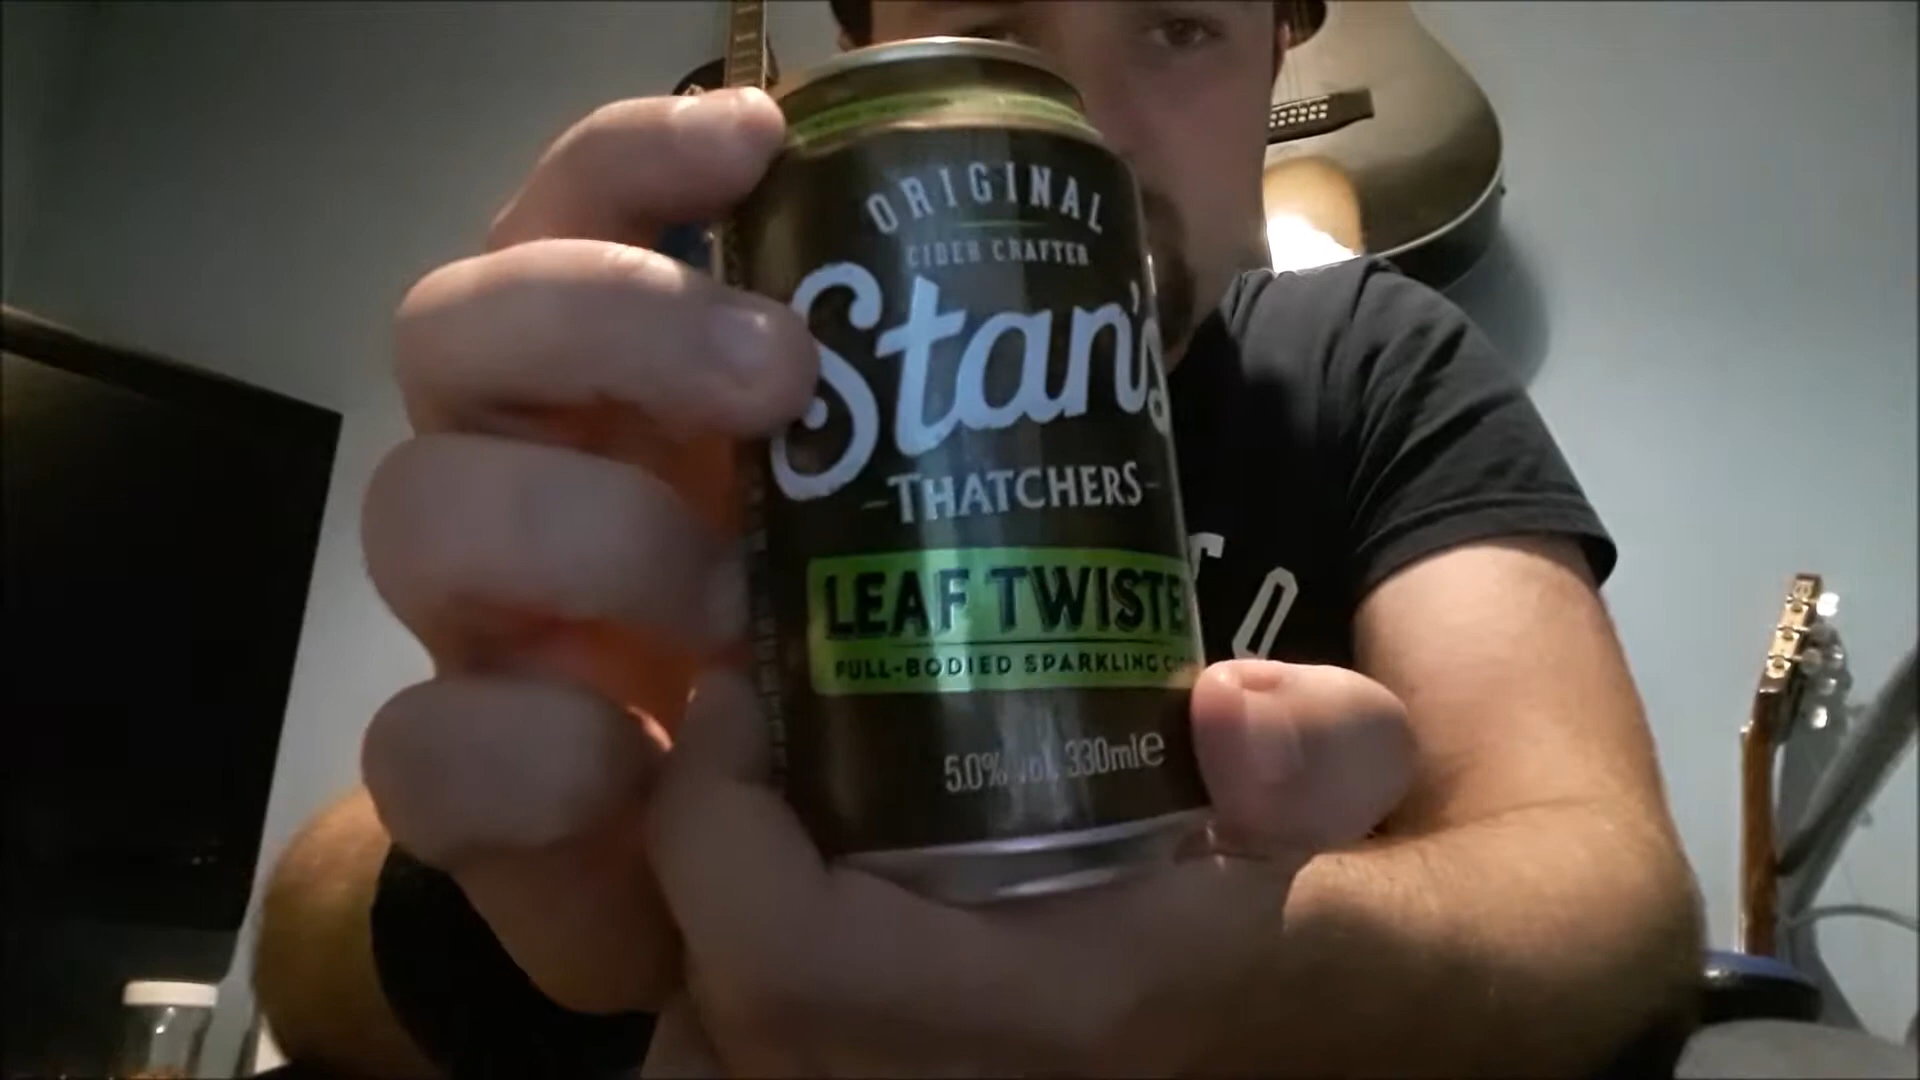 ORIGINAL
CIDER CRAFTER
Stan's
THATCHERS
LEAF TWISTE
FULL-BODIED SPARKLING
5.0% vol. 330ml e